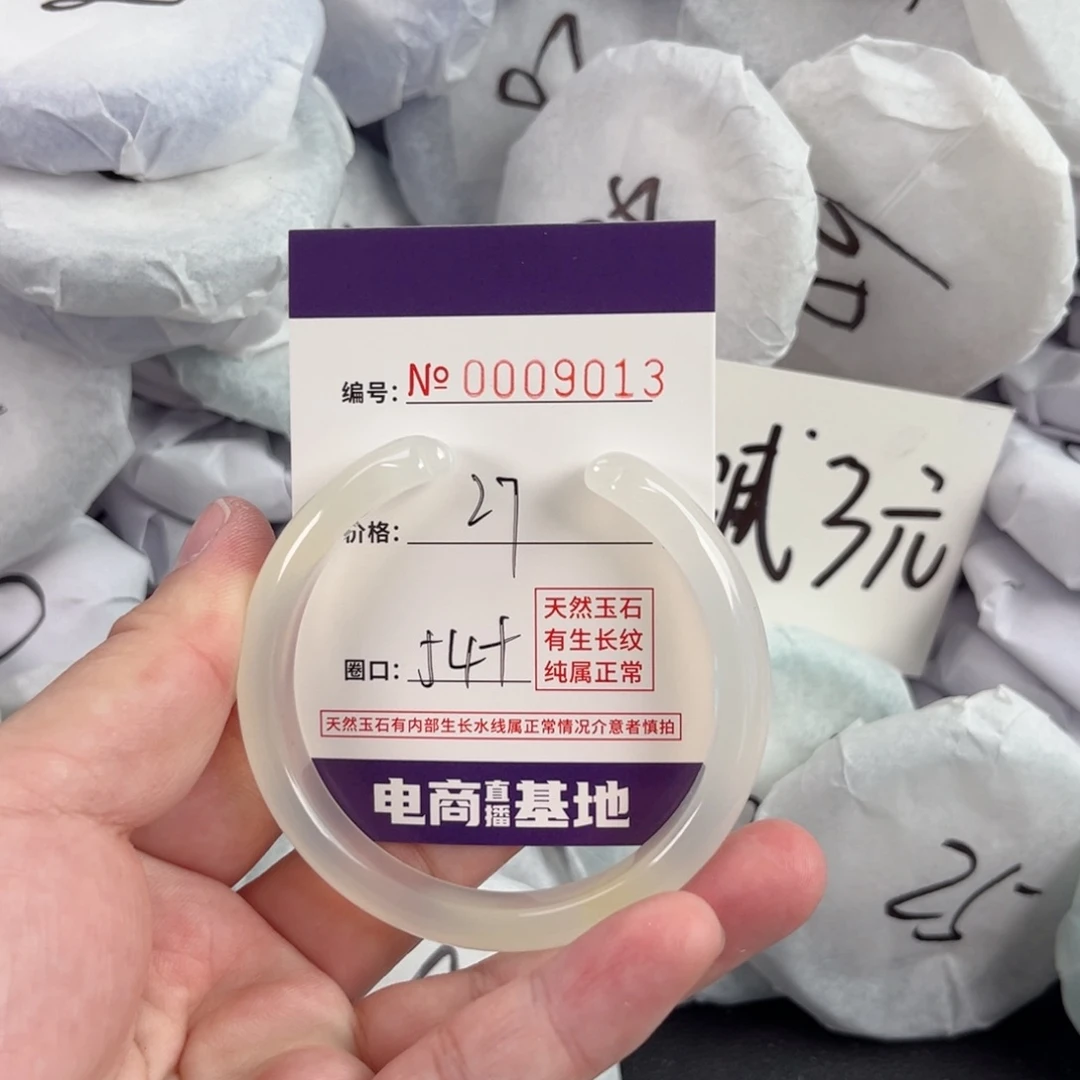 编号: № 0009013
减3元
价格: 27
圈口: 54+
天然玉石
有生长纹
纯属正常
天然玉石有内部生长水线属正常情况介意者慎拍
电商直播基地
25